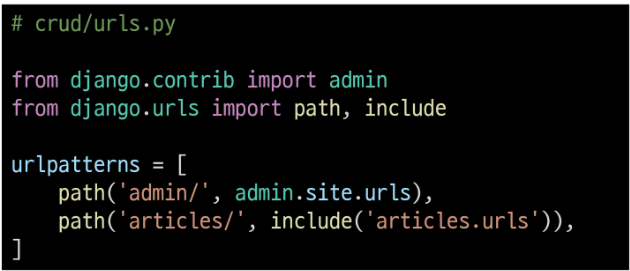 # crud/urls.py

from django.contrib import admin
from django.urls import path, include

urlpatterns = [
    path('admin/', admin.site.urls),
    path('articles/', include('articles.urls')),
]